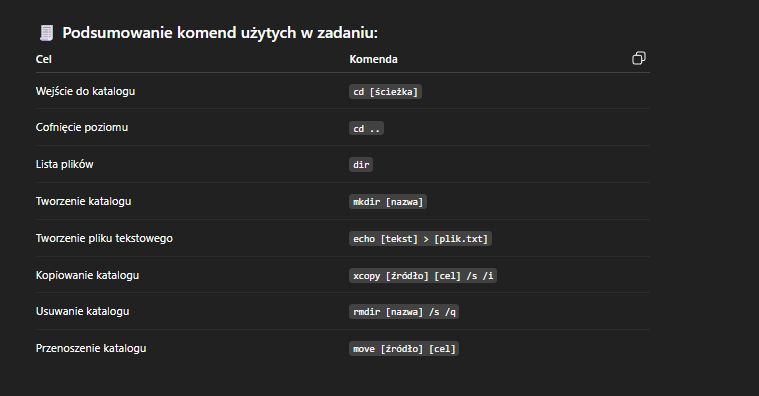 🧾 Podsumowanie komend użytych w zadaniu:
Cel Komenda
Wejście do katalogu cd [ścieżka]
Cofnięcie poziomu cd ..
Lista plików dir
Tworzenie katalogu mkdir [nazwa]
Tworzenie pliku tekstowego echo [tekst] > [plik.txt]
Kopiowanie katalogu xcopy [źródło] [cel] /s /i
Usuwanie katalogu rmdir [nazwa] /s /q
Przenoszenie katalogu move [źródło] [cel]